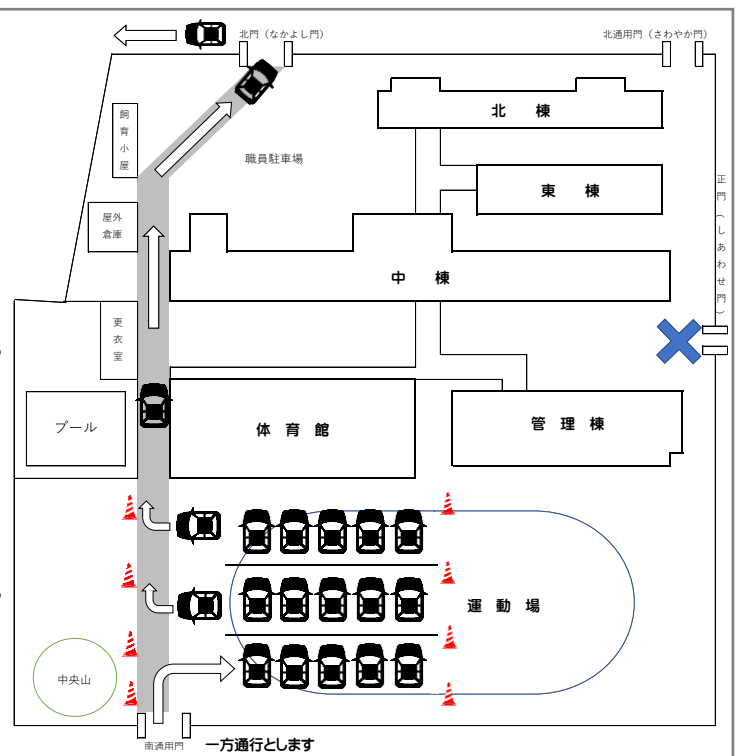 北門（なかよし門）
北通用門（さわやか門）
飼育小屋
北　棟
職員駐車場
東　棟
正門（しあわせ門）
屋外
倉庫
中　棟
更衣室
プール
体 育 館
管 理 棟
運 動 場
中央山
南通用門
一方通行とします